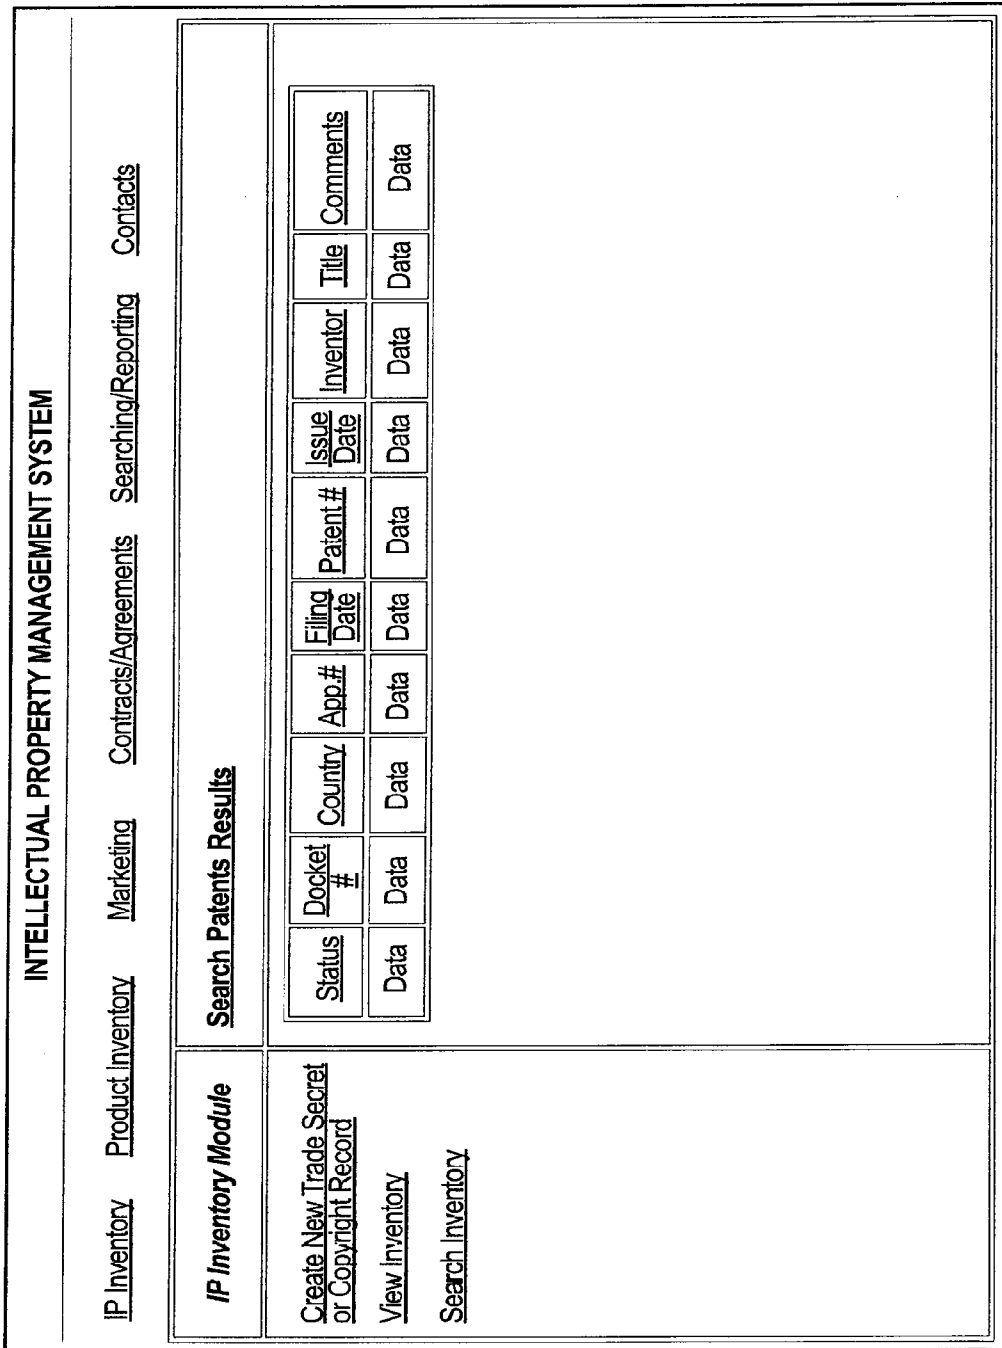 INTELLECTUAL PROPERTY MANAGEMENT SYSTEM
IP Inventory Product Inventory Marketing Contracts/Agreements Searching/Reporting Contacts
IP Inventory Module
Search Patents Results
Create New Trade Secret
or Copyright Record
View Inventory
Search Inventory
Status Docket # Country App.# Filing Date Patent# Issue Date Inventor Title Comments
Data Data Data Data Data Data Data Data Data Data